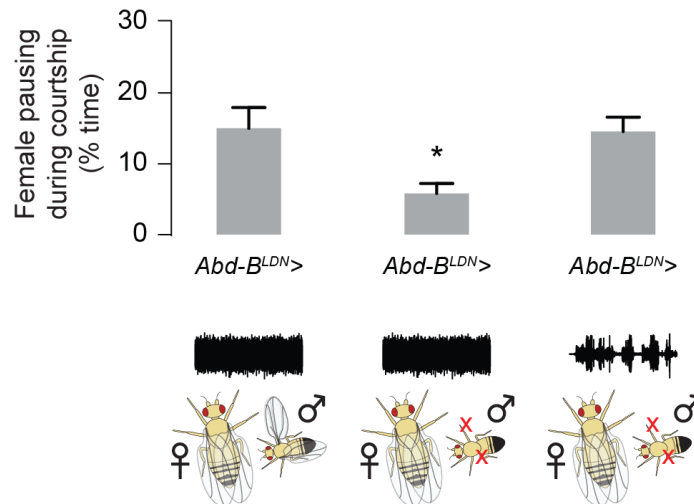 Female pausing
during courtship
(% time)
30
20
10
0
*
Abd-B^LDN>
Abd-B^LDN>
Abd-B^LDN>
♀ ♂
♀ x ♂
x
♀ x ♂
x